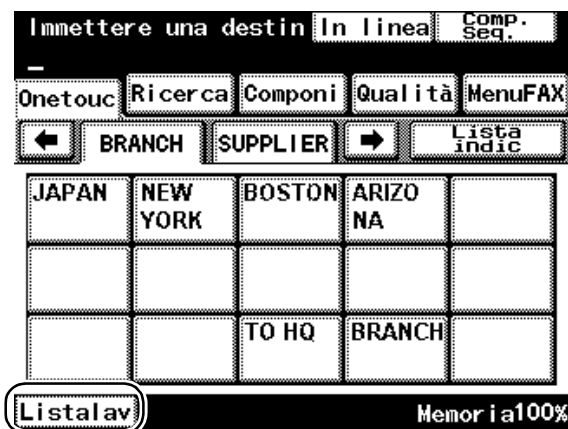 Immettere una destin In linea Comp. Seq.
Onetouc Ricerca Componi Qualità MenuFAX
BRANCH SUPPLIER Lista indic
JAPAN NEW YORK BOSTON ARIZO NA
TO HQ BRANCH
Listalav Memoria100%